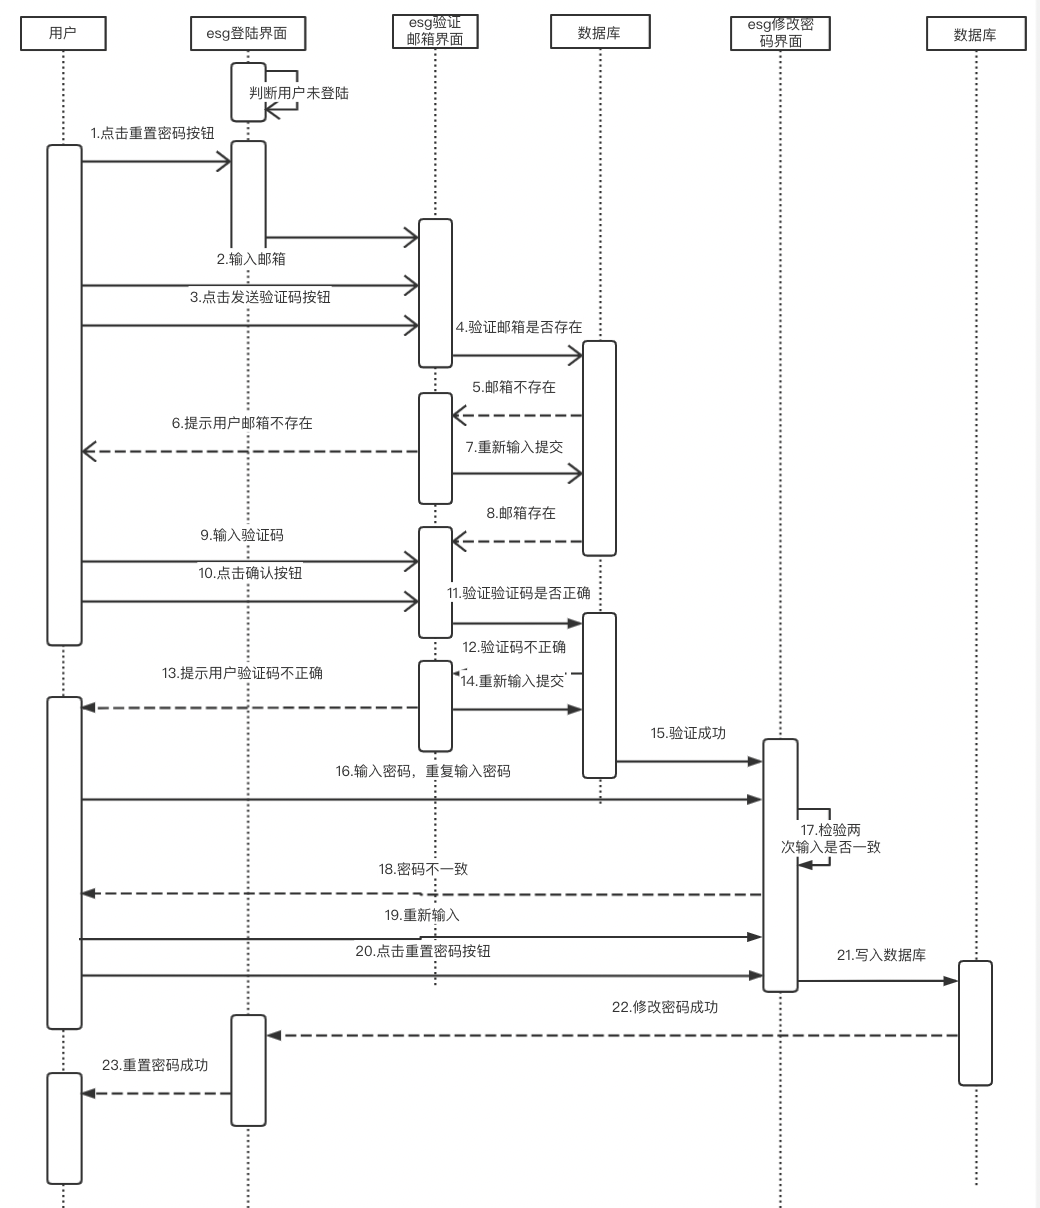 用户
esg登陆界面
esg验证
邮箱界面
数据库
esg修改密
码界面
数据库
判断用户未登陆
1.点击重置密码按钮
2.输入邮箱
3.点击发送验证码按钮
4.验证邮箱是否存在
5.邮箱不存在
6.提示用户邮箱不存在
7.重新输入提交
8.邮箱存在
9.输入验证码
10.点击确认按钮
11.验证验证码是否正确
12.验证码不正确
13.提示用户验证码不正确
14.重新输入提交
15.验证成功
16.输入密码，重复输入密码
17.检验两
次输入是否一致
18.密码不一致
19.重新输入
20.点击重置密码按钮
21.写入数据库
22.修改密码成功
23.重置密码成功